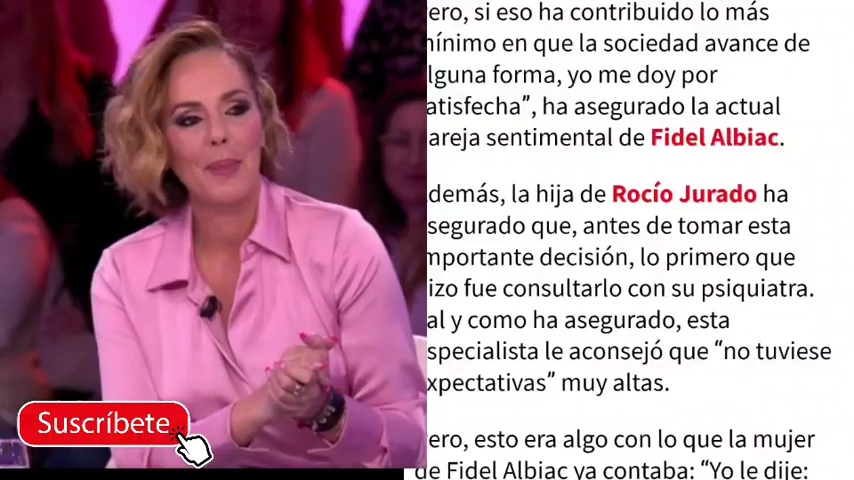 ero, si eso ha contribuido lo más
nínimo en que la sociedad avance de
lguna forma, yo me doy por
atisfecha”, ha asegurado la actual
areja sentimental de Fidel Albiac.
demás, la hija de Rocío Jurado ha
segurado que, antes de tomar esta
mportante decisión, lo primero que
izo fue consultarlo con su psiquiatra.
al y como ha asegurado, esta
specialista le aconsejó que “no tuviese
xpectativas” muy altas.
ero, esto era algo con lo que la mujer
de Fidel Albiac ya contaba: “Yo le dije:
Suscríbete